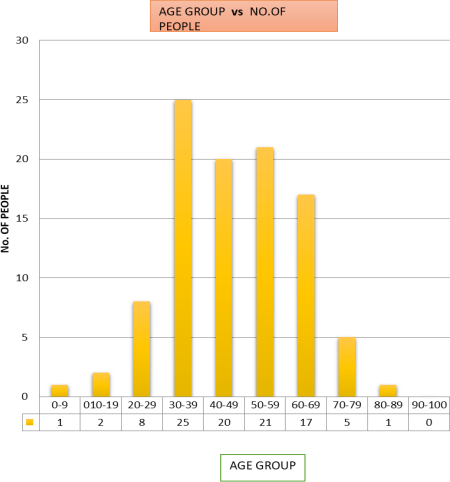 AGE GROUP vs NO.OF
PEOPLE
30
25
20
15
10
5
0
No. OF PEOPLE
0-9 010-19 20-29 30-39 40-49 50-59 60-69 70-79 80-89 90-100
1 2 8 25 20 21 17 5 1 0
AGE GROUP